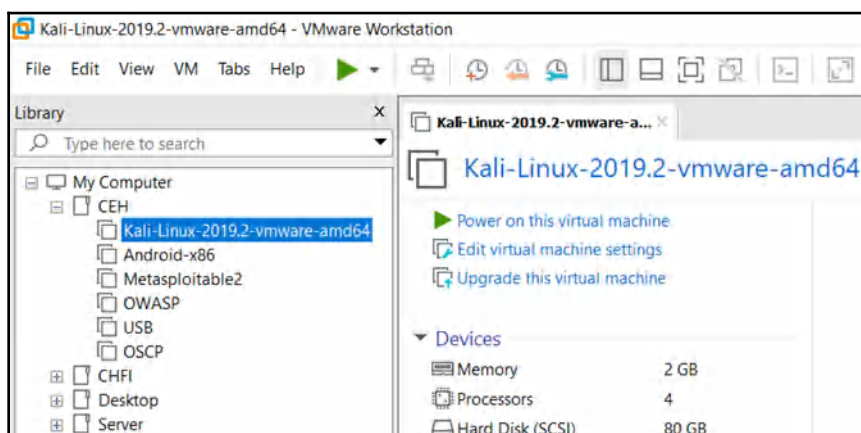 Kali-Linux-2019.2-vmware-amd64 - VMware Workstation
File Edit View VM Tabs Help
Library x
Type here to search
My Computer
CEH
Kali-Linux-2019.2-vmware-amd64
Android-x86
Metasploitable2
OWASP
USB
OSCP
CHFI
Desktop
Server
Kali-Linux-2019.2-vmware-a... ×
Kali-Linux-2019.2-vmware-amd64
Power on this virtual machine
Edit virtual machine settings
Upgrade this virtual machine
Devices
Memory 2 GB
Processors 4
Hard Disk (SCSI) 80 GB